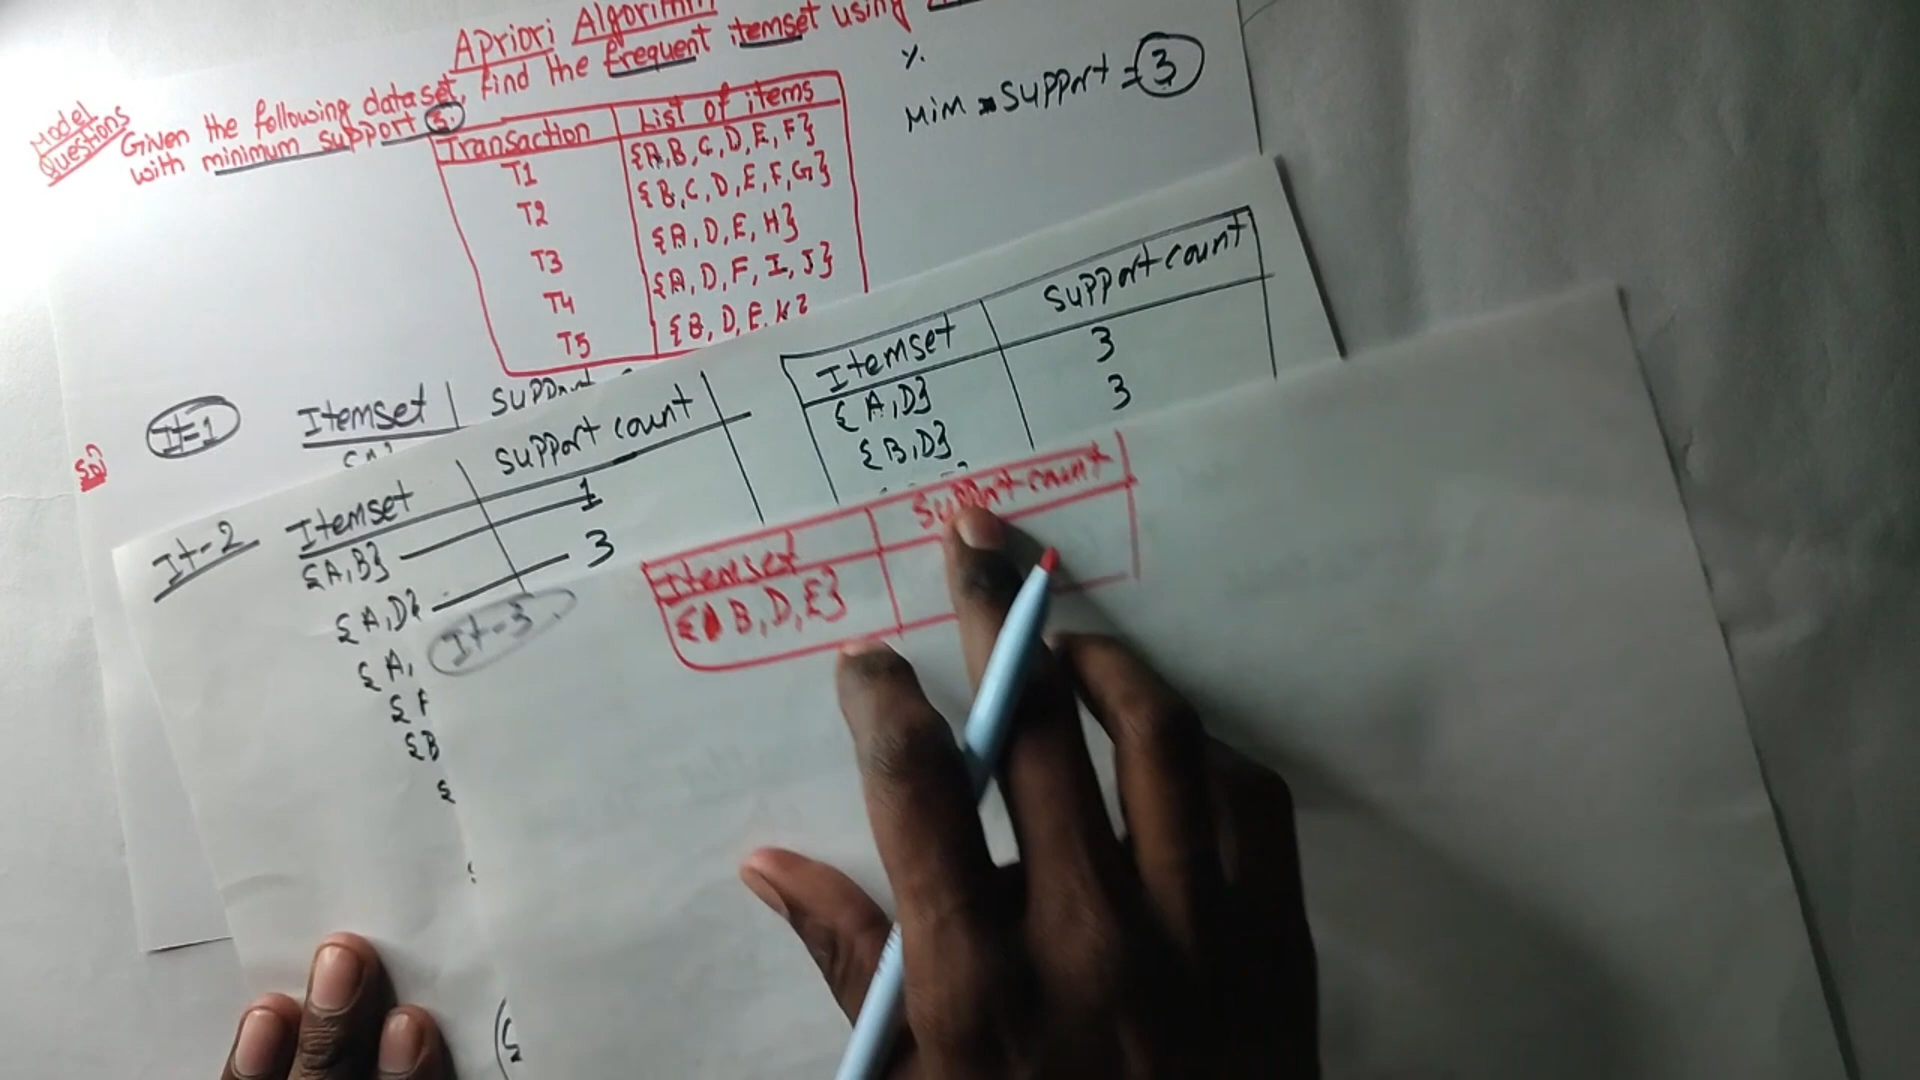 Apriori Algorithm
Model
Questions
Given the following dataset, find the frequent itemset using
with minimum support 3.
Transaction List of items
T1 {A,B,C,D,E,F}
T2 {B,C,D,E,F,G}
T3 {A,D,E,H}
T4 {A,D,F,I,J}
T5 {B,D,E,K}
%.
Mim - support = 3
Sol
It=1 Itemset
It-2 Itemset support count
{A,B} 1
{A,D} 3
{A,
{B
{
Itemset support count
{A,D} 3
{B,D} 3
It-3.
Itemset Support count
{B,D,E}